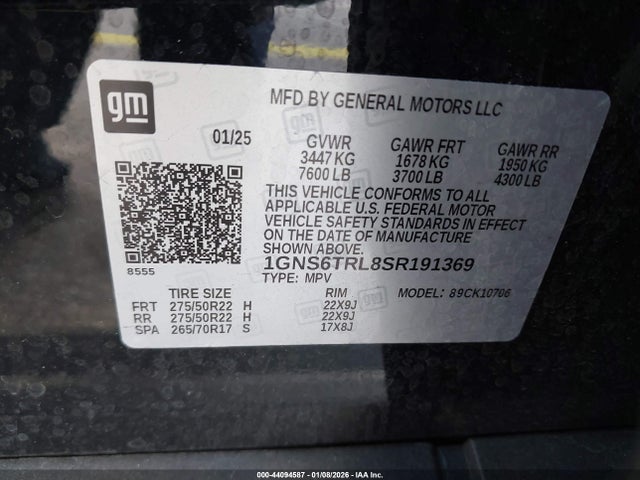 gm
MFD BY GENERAL MOTORS LLC
01/25 GVWR GAWR FRT GAWR RR
3447 KG 1678 KG 1950 KG
7600 LB 3700 LB 4300 LB
THIS VEHICLE CONFORMS TO ALL
APPLICABLE U.S. FEDERAL MOTOR
VEHICLE SAFETY STANDARDS IN EFFECT
ON THE DATE OF MANUFACTURE
SHOWN ABOVE.
8555
1GNS6TRL8SR191369
TYPE: MPV MODEL: 89CK10706
TIRE SIZE RIM
FRT 275/50R22 H 22X9J
RR 275/50R22 H 22X9J
SPA 265/70R17 S 17X8J
000-44094587 - 01/08/2026 - IAA Inc.